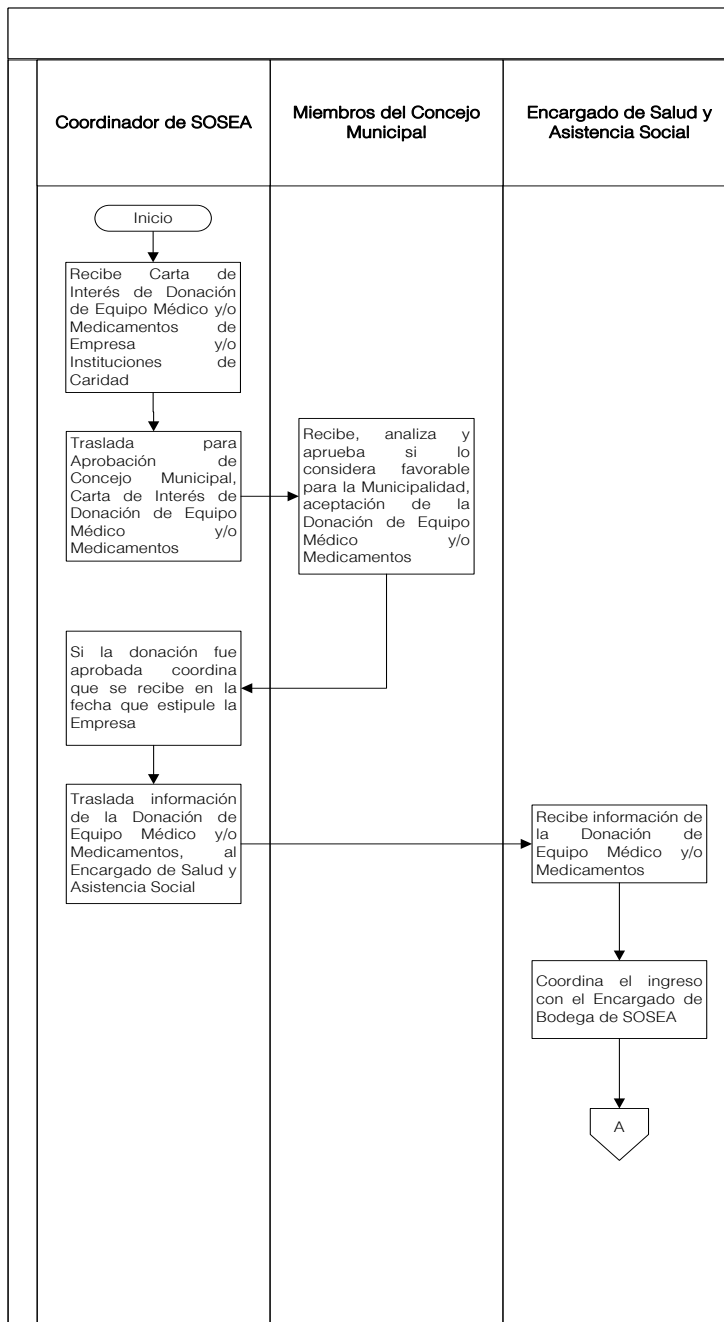 Coordinador de SOSEA
Miembros del Concejo
Municipal
Encargado de Salud y
Asistencia Social
Inicio
Recibe Carta de
Interés de Donación
de Equipo Médico y/o
Medicamentos de
Empresa y/o
Instituciones de
Caridad
Traslada para
Aprobación de
Concejo Municipal,
Carta de Interés de
Donación de Equipo
Médico y/o
Medicamentos
Recibe, analiza y
aprueba si lo
considera favorable
para la Municipalidad,
aceptación de la
Donación de Equipo
Médico y/o
Medicamentos
Si la donación fue
aprobada coordina
que se recibe en la
fecha que estipule la
Empresa
Traslada información
de la Donación de
Equipo Médico y/o
Medicamentos, al
Encargado de Salud y
Asistencia Social
Recibe información de
la Donación de
Equipo Médico y/o
Medicamentos
Coordina el ingreso
con el Encargado de
Bodega de SOSEA
A